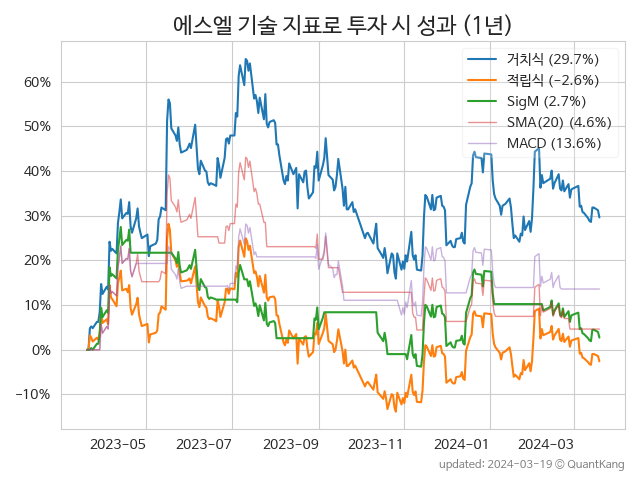 에스엘 기술 지표로 투자 시 성과 (1년)
거치식 (29.7%)
적립식 (−2.6%)
SigM (2.7%)
SMA(20) (4.6%)
MACD (13.6%)
60%
50%
40%
30%
20%
10%
0%
−10%
2023−05 2023−07 2023−09 2023−11 2024−01 2024−03
updated: 2024−03−19 ⓒ QuantKang